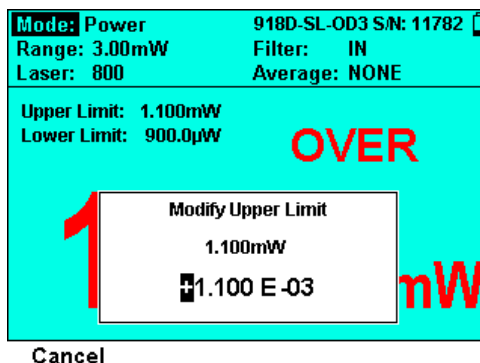 Mode: Power 918D-SL-OD3 S/N: 11782
Range: 3.00mW Filter: IN
Laser: 800 Average: NONE
Upper Limit: 1.100mW
Lower Limit: 900.0µW
OVER
Modify Upper Limit
1.100mW
+1.100 E-03
1 mW
Cancel